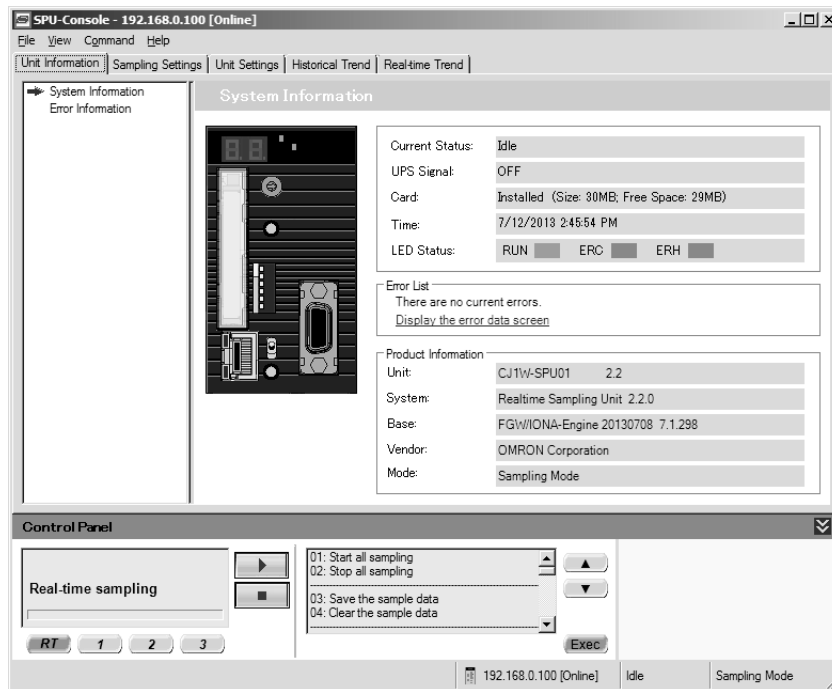 SPU-Console - 192.168.0.100 [Online]
File View Command Help
Unit Information Sampling Settings Unit Settings Historical Trend Real-time Trend
System Information
Error Information
System Information
8.8.
Current Status: Idle
UPS Signal: OFF
Card: Installed (Size: 30MB; Free Space: 29MB)
Time: 7/12/2013 2:45:54 PM
LED Status: RUN ERC ERH
Error List
There are no current errors.
Display the error data screen
Product Information
Unit: CJ1W-SPU01 2.2
System: Realtime Sampling Unit 2.2.0
Base: FGW/IONA-Engine 20130708 7.1.298
Vendor: OMRON Corporation
Mode: Sampling Mode
Control Panel
Real-time sampling
RT 1 2 3
01: Start all sampling
02: Stop all sampling
03: Save the sample data
04: Clear the sample data
Exec
192.168.0.100 [Online] Idle Sampling Mode